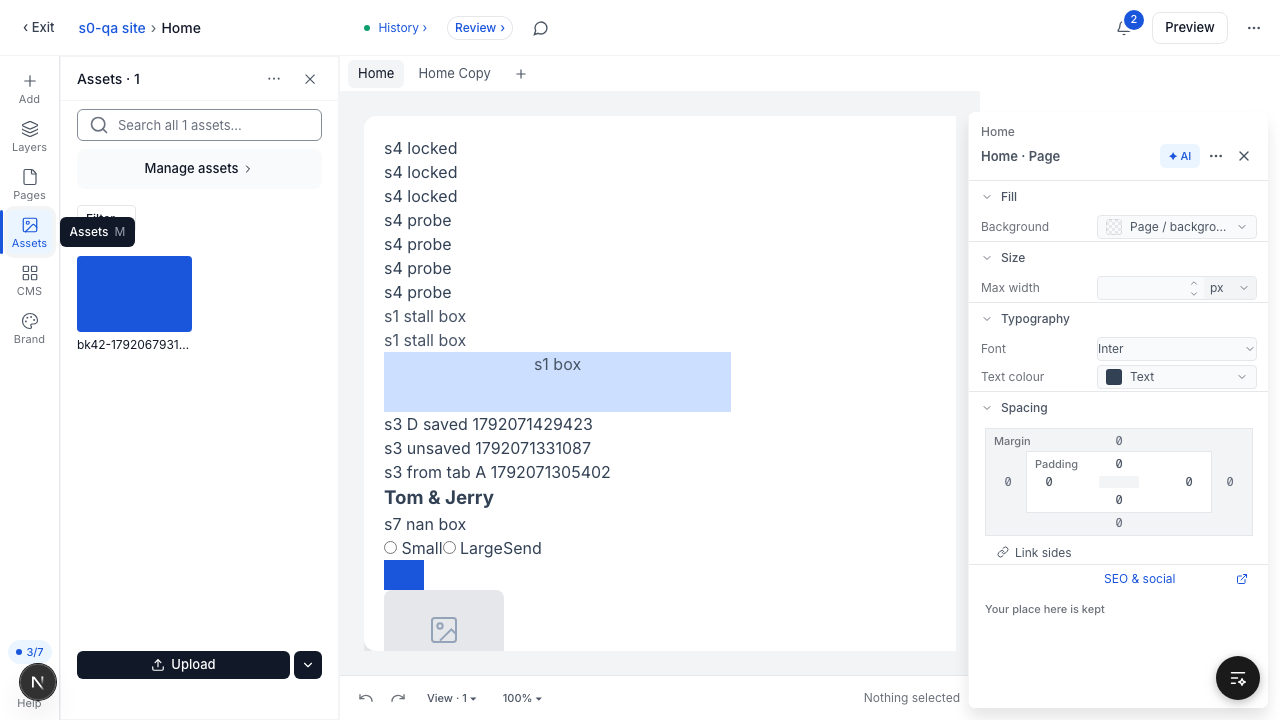 ‹ Exit
s0-qa site › Home
History ›
Review ›
2
Preview
Add
Layers
Pages
Assets
CMS
Brand
3/7
N
Help
Assets · 1
Search all 1 assets...
Manage assets ›
Assets M
bk42-1792067931...
Upload
Home
Home Copy
s4 locked
s4 locked
s4 locked
s4 probe
s4 probe
s4 probe
s4 probe
s1 stall box
s1 stall box
s1 box
s3 D saved 1792071429423
s3 unsaved 1792071331087
s3 from tab A 1792071305402
Tom & Jerry
s7 nan box
Small Large Send
View · 1
100%
Nothing selected
Home
Home · Page
AI
Fill
Background
Page / backgro...
Size
Max width
px
Typography
Font
Inter
Text colour
Text
Spacing
Margin
0
Padding
0
0
0
0
0
0
0
Link sides
SEO & social
Your place here is kept